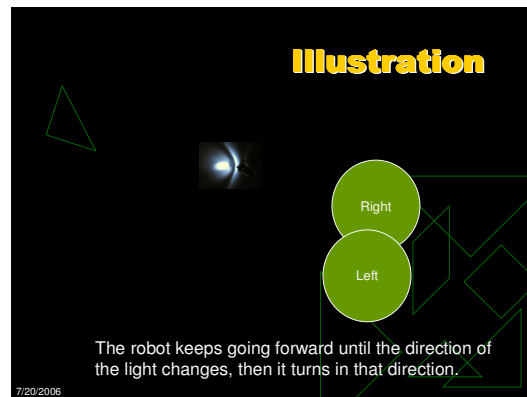 Illustration
Right
Left
The robot keeps going forward until the direction of
the light changes, then it turns in that direction.
7/20/2006